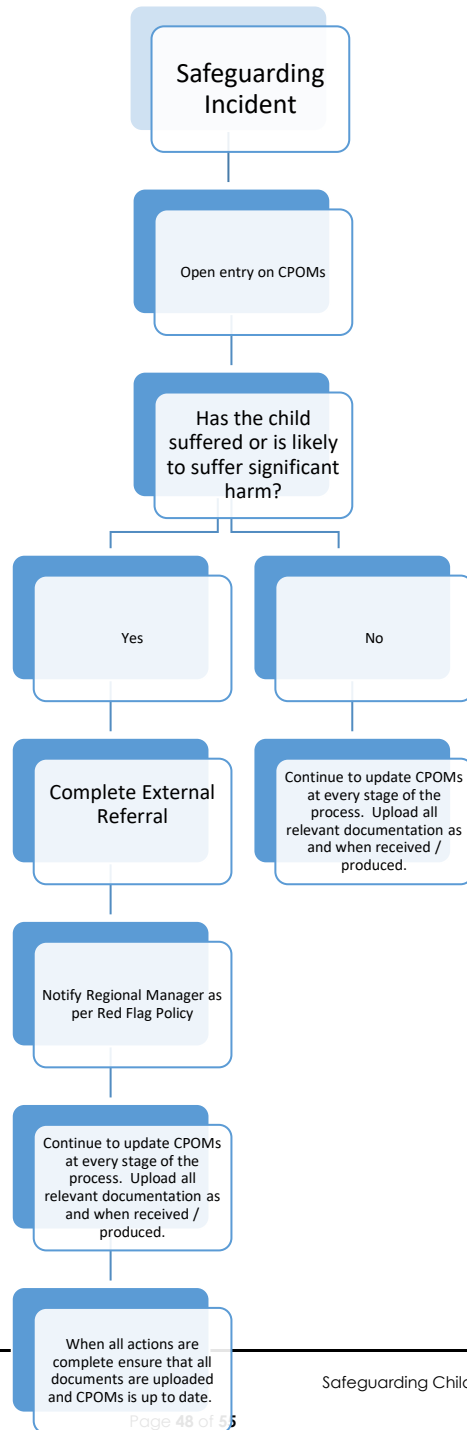 Safeguarding
Incident
Open entry on CPOMs
Has the child
suffered or is likely
to suffer significant
harm?
Yes
No
Complete External
Referral
Continue to update CPOMs
at every stage of the
process. Upload all
relevant documentation as
and when received /
produced.
Notify Regional Manager as
per Red Flag Policy
Continue to update CPOMs
at every stage of the
process. Upload all
relevant documentation as
and when received /
produced.
When all actions are
complete ensure that all
documents are uploaded
and CPOMs is up to date.
Safeguarding Child
Page 48 of 55